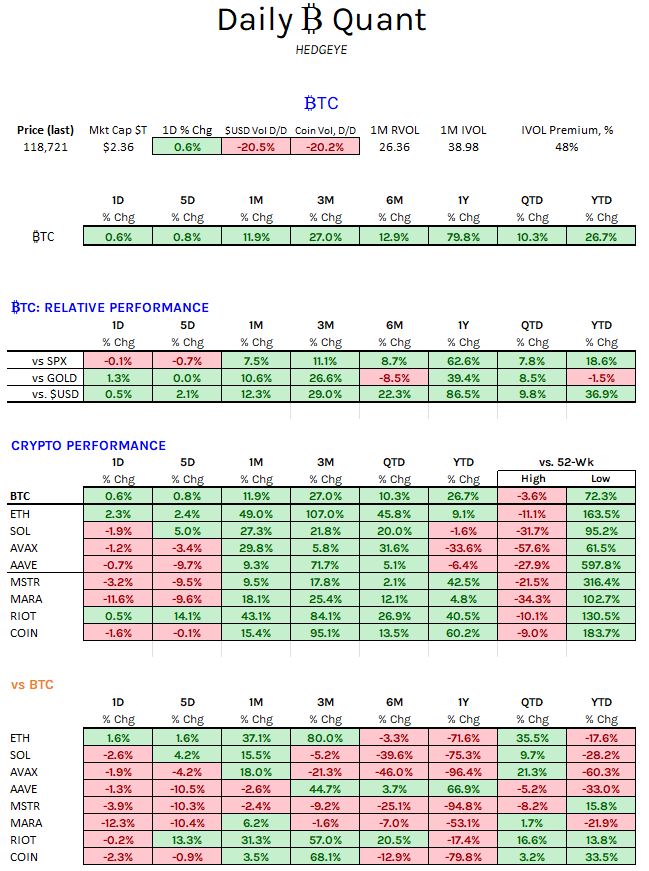 Daily ₿ Quant
HEDGEYE
₿TC
Price (last) Mkt Cap $T 1D % Chg $USD Vol D/D Coin Vol, D/D 1M RVOL 1M IVOL IVOL Premium, %
118,721 $2.36 0.6% -20.5% -20.2% 26.36 38.98 48%
1D 5D 1M 3M 6M 1Y QTD YTD
% Chg % Chg % Chg % Chg % Chg % Chg % Chg % Chg
₿TC 0.6% 0.8% 11.9% 27.0% 12.9% 79.8% 10.3% 26.7%
₿TC: RELATIVE PERFORMANCE
1D 5D 1M 3M 6M 1Y QTD YTD
% Chg % Chg % Chg % Chg % Chg % Chg % Chg % Chg
vs SPX -0.1% -0.7% 7.5% 11.1% 8.7% 62.6% 7.8% 18.6%
vs GOLD 1.3% 0.0% 10.6% 26.6% -8.5% 39.4% 8.5% -1.5%
vs. $USD 0.5% 2.1% 12.3% 29.0% 22.3% 86.5% 9.8% 36.9%
CRYPTO PERFORMANCE
1D 5D 1M 3M QTD YTD vs. 52-Wk
% Chg % Chg % Chg % Chg % Chg % Chg High Low
BTC 0.6% 0.8% 11.9% 27.0% 10.3% 26.7% -3.6% 72.3%
ETH 2.3% 2.4% 49.0% 107.0% 45.8% 9.1% -11.1% 163.5%
SOL -1.9% 5.0% 27.3% 21.8% 20.0% -1.6% -31.7% 95.2%
AVAX -1.2% -3.4% 29.8% 5.8% 31.6% -33.6% -57.6% 61.5%
AAVE -0.7% -9.7% 9.3% 71.7% 5.1% -6.4% -27.9% 597.8%
MSTR -3.2% -9.5% 9.5% 17.8% 2.1% 42.5% -21.5% 316.4%
MARA -11.6% -9.6% 18.1% 25.4% 12.1% 4.8% -34.3% 102.7%
RIOT 0.5% 14.1% 43.1% 84.1% 26.9% 40.5% -10.1% 130.5%
COIN -1.6% -0.1% 15.4% 95.1% 13.5% 60.2% -9.0% 183.7%
vs BTC
1D 5D 1M 3M 6M 1Y QTD YTD
% Chg % Chg % Chg % Chg % Chg % Chg % Chg % Chg
ETH 1.6% 1.6% 37.1% 80.0% -3.3% -71.6% 35.5% -17.6%
SOL -2.6% 4.2% 15.5% -5.2% -39.6% -75.3% 9.7% -28.2%
AVAX -1.9% -4.2% 18.0% -21.3% -46.0% -96.4% 21.3% -60.3%
AAVE -1.3% -10.5% -2.6% 44.7% 3.7% 66.9% -5.2% -33.0%
MSTR -3.9% -10.3% -2.4% -9.2% -25.1% -94.8% -8.2% 15.8%
MARA -12.3% -10.4% 6.2% -1.6% -7.0% -53.1% 1.7% -21.9%
RIOT -0.2% 13.3% 31.3% 57.0% 20.5% -17.4% 16.6% 13.8%
COIN -2.3% -0.9% 3.5% 68.1% -12.9% -79.8% 3.2% 33.5%